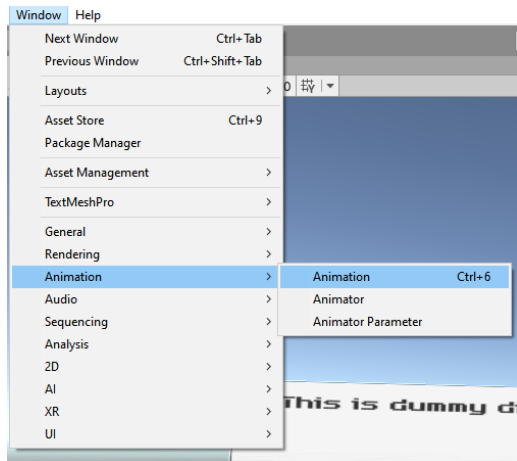 Window Help
Next Window Ctrl+Tab
Previous Window Ctrl+Shift+Tab
Layouts >
0
Asset Store Ctrl+9
Package Manager
Asset Management >
TextMeshPro >
General >
Rendering >
Animation >
Animation Ctrl+6
Audio >
Animator
Sequencing >
Animator Parameter
Analysis >
2D >
AI >
This is dummy d
XR >
UI >